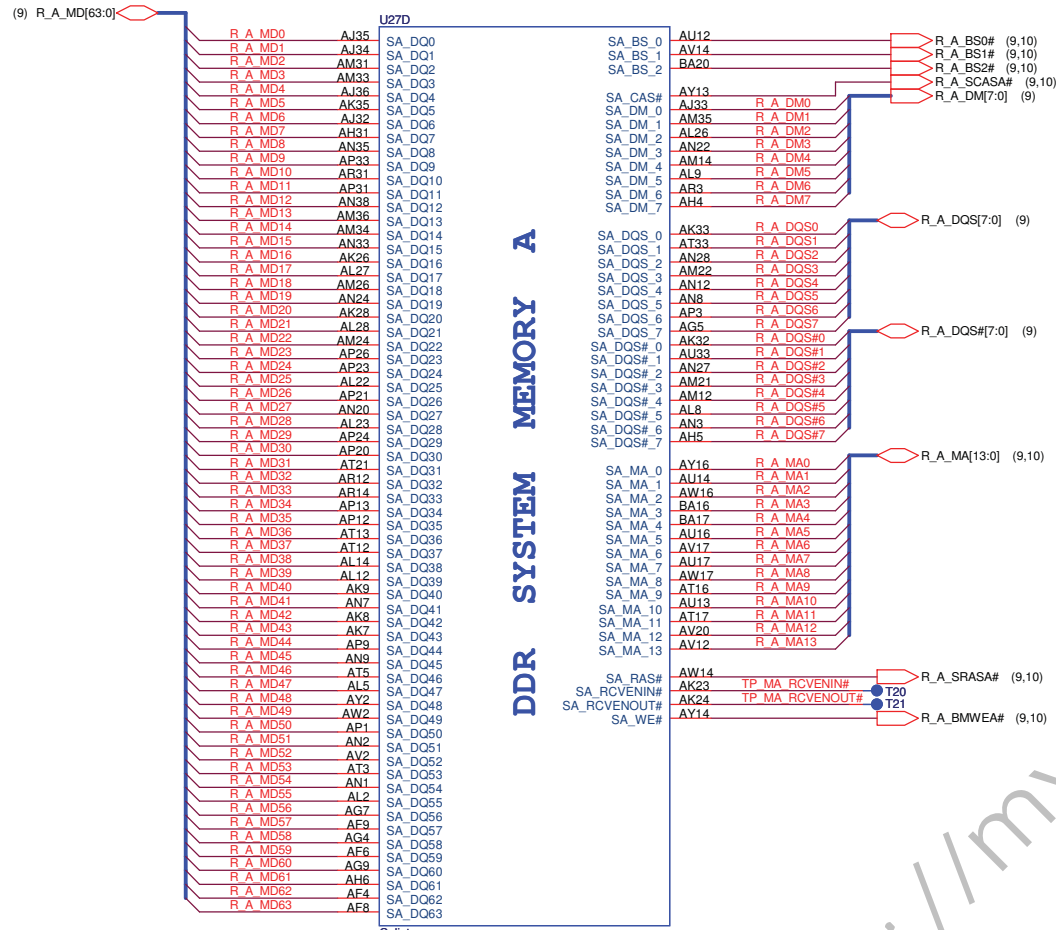 (9) R_A_MD[63:0]
U27D
R_A_MD0 AJ35 SA_DQ0
R_A_MD1 AJ34 SA_DQ1
R_A_MD2 AM31 SA_DQ2
R_A_MD3 AM33 SA_DQ3
R_A_MD4 AJ36 SA_DQ4
R_A_MD5 AK35 SA_DQ5
R_A_MD6 AJ32 SA_DQ6
R_A_MD7 AH31 SA_DQ7
R_A_MD8 AN35 SA_DQ8
R_A_MD9 AP33 SA_DQ9
R_A_MD10 AR31 SA_DQ10
R_A_MD11 AP31 SA_DQ11
R_A_MD12 AN38 SA_DQ12
R_A_MD13 AM36 SA_DQ13
R_A_MD14 AM34 SA_DQ14
R_A_MD15 AN33 SA_DQ15
R_A_MD16 AK26 SA_DQ16
R_A_MD17 AL27 SA_DQ17
R_A_MD18 AM26 SA_DQ18
R_A_MD19 AN24 SA_DQ19
R_A_MD20 AK28 SA_DQ20
R_A_MD21 AL28 SA_DQ21
R_A_MD22 AM24 SA_DQ22
R_A_MD23 AP26 SA_DQ23
R_A_MD24 AP23 SA_DQ24
R_A_MD25 AL22 SA_DQ25
R_A_MD26 AP21 SA_DQ26
R_A_MD27 AN20 SA_DQ27
R_A_MD28 AL23 SA_DQ28
R_A_MD29 AP24 SA_DQ29
R_A_MD30 AP20 SA_DQ30
R_A_MD31 AT21 SA_DQ31
R_A_MD32 AR12 SA_DQ32
R_A_MD33 AR14 SA_DQ33
R_A_MD34 AP13 SA_DQ34
R_A_MD35 AP12 SA_DQ35
R_A_MD36 AT13 SA_DQ36
R_A_MD37 AT12 SA_DQ37
R_A_MD38 AL14 SA_DQ38
R_A_MD39 AL12 SA_DQ39
R_A_MD40 AK9 SA_DQ40
R_A_MD41 AN7 SA_DQ41
R_A_MD42 AK8 SA_DQ42
R_A_MD43 AK7 SA_DQ43
R_A_MD44 AP9 SA_DQ44
R_A_MD45 AN9 SA_DQ45
R_A_MD46 AT5 SA_DQ46
R_A_MD47 AL5 SA_DQ47
R_A_MD48 AY2 SA_DQ48
R_A_MD49 AW2 SA_DQ49
R_A_MD50 AP1 SA_DQ50
R_A_MD51 AN2 SA_DQ51
R_A_MD52 AV2 SA_DQ52
R_A_MD53 AT3 SA_DQ53
R_A_MD54 AN1 SA_DQ54
R_A_MD55 AL2 SA_DQ55
R_A_MD56 AG7 SA_DQ56
R_A_MD57 AF9 SA_DQ57
R_A_MD58 AG4 SA_DQ58
R_A_MD59 AF6 SA_DQ59
R_A_MD60 AG9 SA_DQ60
R_A_MD61 AH6 SA_DQ61
R_A_MD62 AF4 SA_DQ62
R_A_MD63 AF8 SA_DQ63
DDR SYSTEM MEMORY A
SA_BS_0 AU12 R_A_BS0# (9,10)
SA_BS_1 AV14 R_A_BS1# (9,10)
SA_BS_2 BA20 R_A_BS2# (9,10)
SA_CAS# AY13 R_A_SCASA# (9,10)
R_A_DM[7:0] (9)
SA_DM_0 AJ33 R_A_DM0
SA_DM_1 AM35 R_A_DM1
SA_DM_2 AL26 R_A_DM2
SA_DM_3 AN22 R_A_DM3
SA_DM_4 AM14 R_A_DM4
SA_DM_5 AL9 R_A_DM5
SA_DM_6 AR3 R_A_DM6
SA_DM_7 AH4 R_A_DM7
R_A_DQS[7:0] (9)
SA_DQS_0 AK33 R_A_DQS0
SA_DQS_1 AT33 R_A_DQS1
SA_DQS_2 AN28 R_A_DQS2
SA_DQS_3 AM22 R_A_DQS3
SA_DQS_4 AN12 R_A_DQS4
SA_DQS_5 AN8 R_A_DQS5
SA_DQS_6 AP3 R_A_DQS6
SA_DQS_7 AG5 R_A_DQS7
R_A_DQS#[7:0] (9)
SA_DQS#_0 AK32 R_A_DQS#0
SA_DQS#_1 AU33 R_A_DQS#1
SA_DQS#_2 AN27 R_A_DQS#2
SA_DQS#_3 AM21 R_A_DQS#3
SA_DQS#_4 AM12 R_A_DQS#4
SA_DQS#_5 AL8 R_A_DQS#5
SA_DQS#_6 AN3 R_A_DQS#6
SA_DQS#_7 AH5 R_A_DQS#7
R_A_MA[13:0] (9,10)
SA_MA_0 AY16 R_A_MA0
SA_MA_1 AU14 R_A_MA1
SA_MA_2 AW16 R_A_MA2
SA_MA_3 BA16 R_A_MA3
SA_MA_4 BA17 R_A_MA4
SA_MA_5 AU16 R_A_MA5
SA_MA_6 AV17 R_A_MA6
SA_MA_7 AU17 R_A_MA7
SA_MA_8 AW17 R_A_MA8
SA_MA_9 AT16 R_A_MA9
SA_MA_10 AU13 R_A_MA10
SA_MA_11 AT17 R_A_MA11
SA_MA_12 AV20 R_A_MA12
SA_MA_13 AV12 R_A_MA13
SA_RAS# AW14 R_A_SRASA# (9,10)
SA_RCVENIN# AK23 TP_MA_RCVENIN# T20
SA_RCVENOUT# AK24 TP_MA_RCVENOUT# T21
SA_WE# AY14 R_A_BMWEA# (9,10)